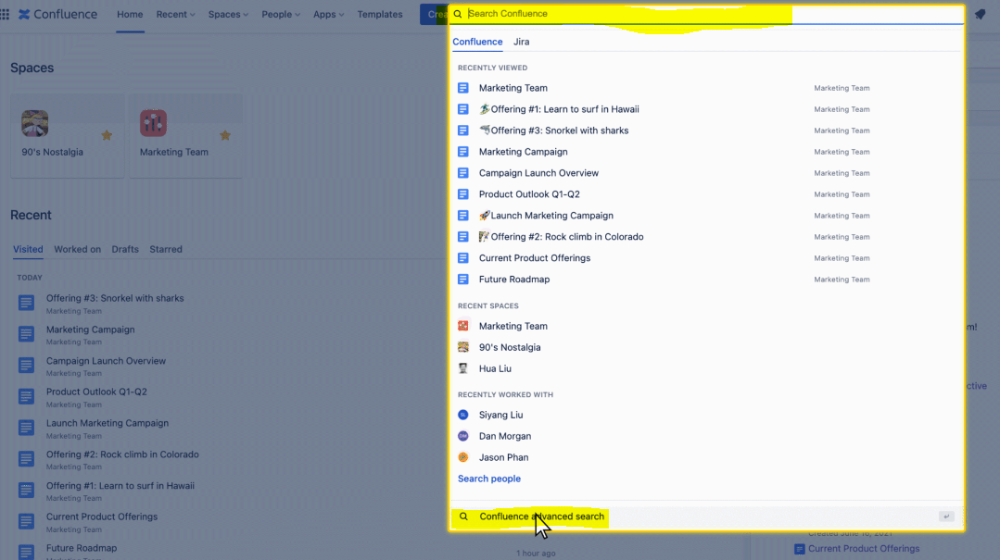 Confluence Home Recent Spaces People Apps Templates
Search Confluence
Confluence Jira
RECENTLY VIEWED
Marketing Team Marketing Team
Offering #1: Learn to surf in Hawaii Marketing Team
Offering #3: Snorkel with sharks Marketing Team
Marketing Campaign Marketing Team
Campaign Launch Overview Marketing Team
Product Outlook Q1-Q2 Marketing Team
Launch Marketing Campaign Marketing Team
Offering #2: Rock climb in Colorado Marketing Team
Current Product Offerings Marketing Team
Future Roadmap Marketing Team
RECENT SPACES
Marketing Team
90's Nostalgia
Hua Liu
RECENTLY WORKED WITH
SL Siyang Liu
DM Dan Morgan
Jason Phan
Search people
Confluence advanced search
Spaces
90's Nostalgia
Marketing Team
Recent
Visited Worked on Drafts Starred
TODAY
Offering #3: Snorkel with sharks
Marketing Team
Marketing Campaign
Marketing Team
Campaign Launch Overview
Marketing Team
Product Outlook Q1-Q2
Marketing Team
Launch Marketing Campaign
Marketing Team
Offering #2: Rock climb in Colorado
Marketing Team
Offering #1: Learn to surf in Hawaii
Marketing Team
Current Product Offerings
Marketing Team
Future Roadmap
Marketing Team
1 hour ago
Created June 10, 2021
Current Product Offerings